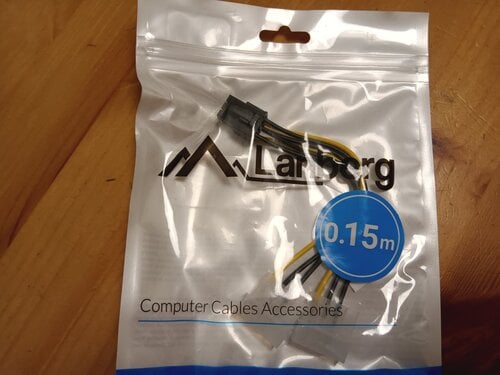 Lanberg
0.15m
Computer Cables Accessories